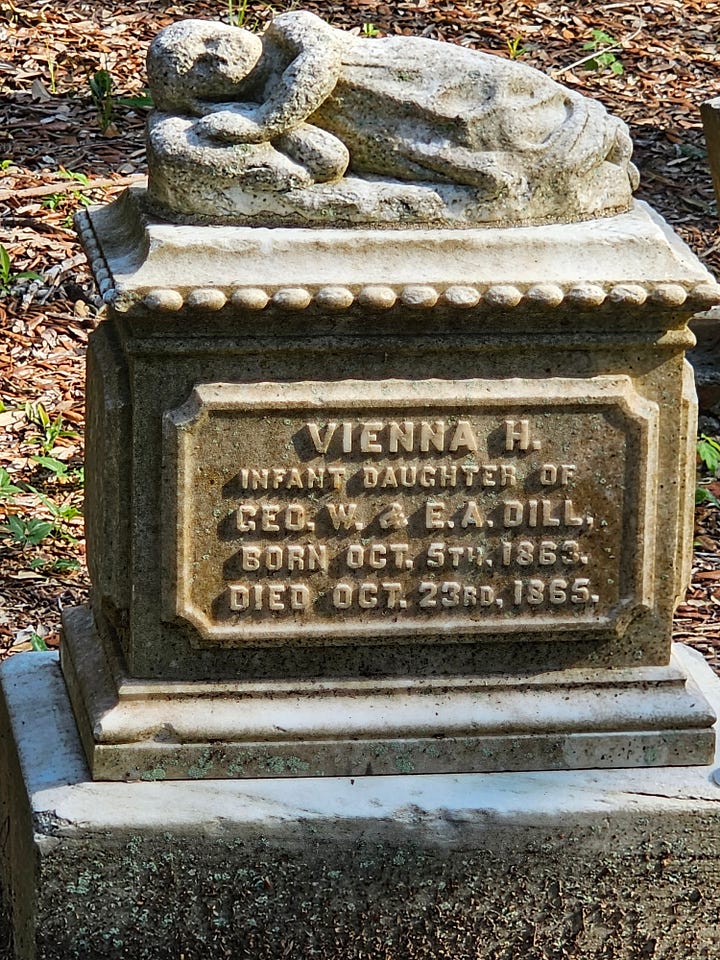 VIENNA H.
INFANT DAUGHTER OF
GEO. W. & E. A. DILL,
BORN OCT. 5TH, 1863.
DIED OCT. 23RD, 1865.